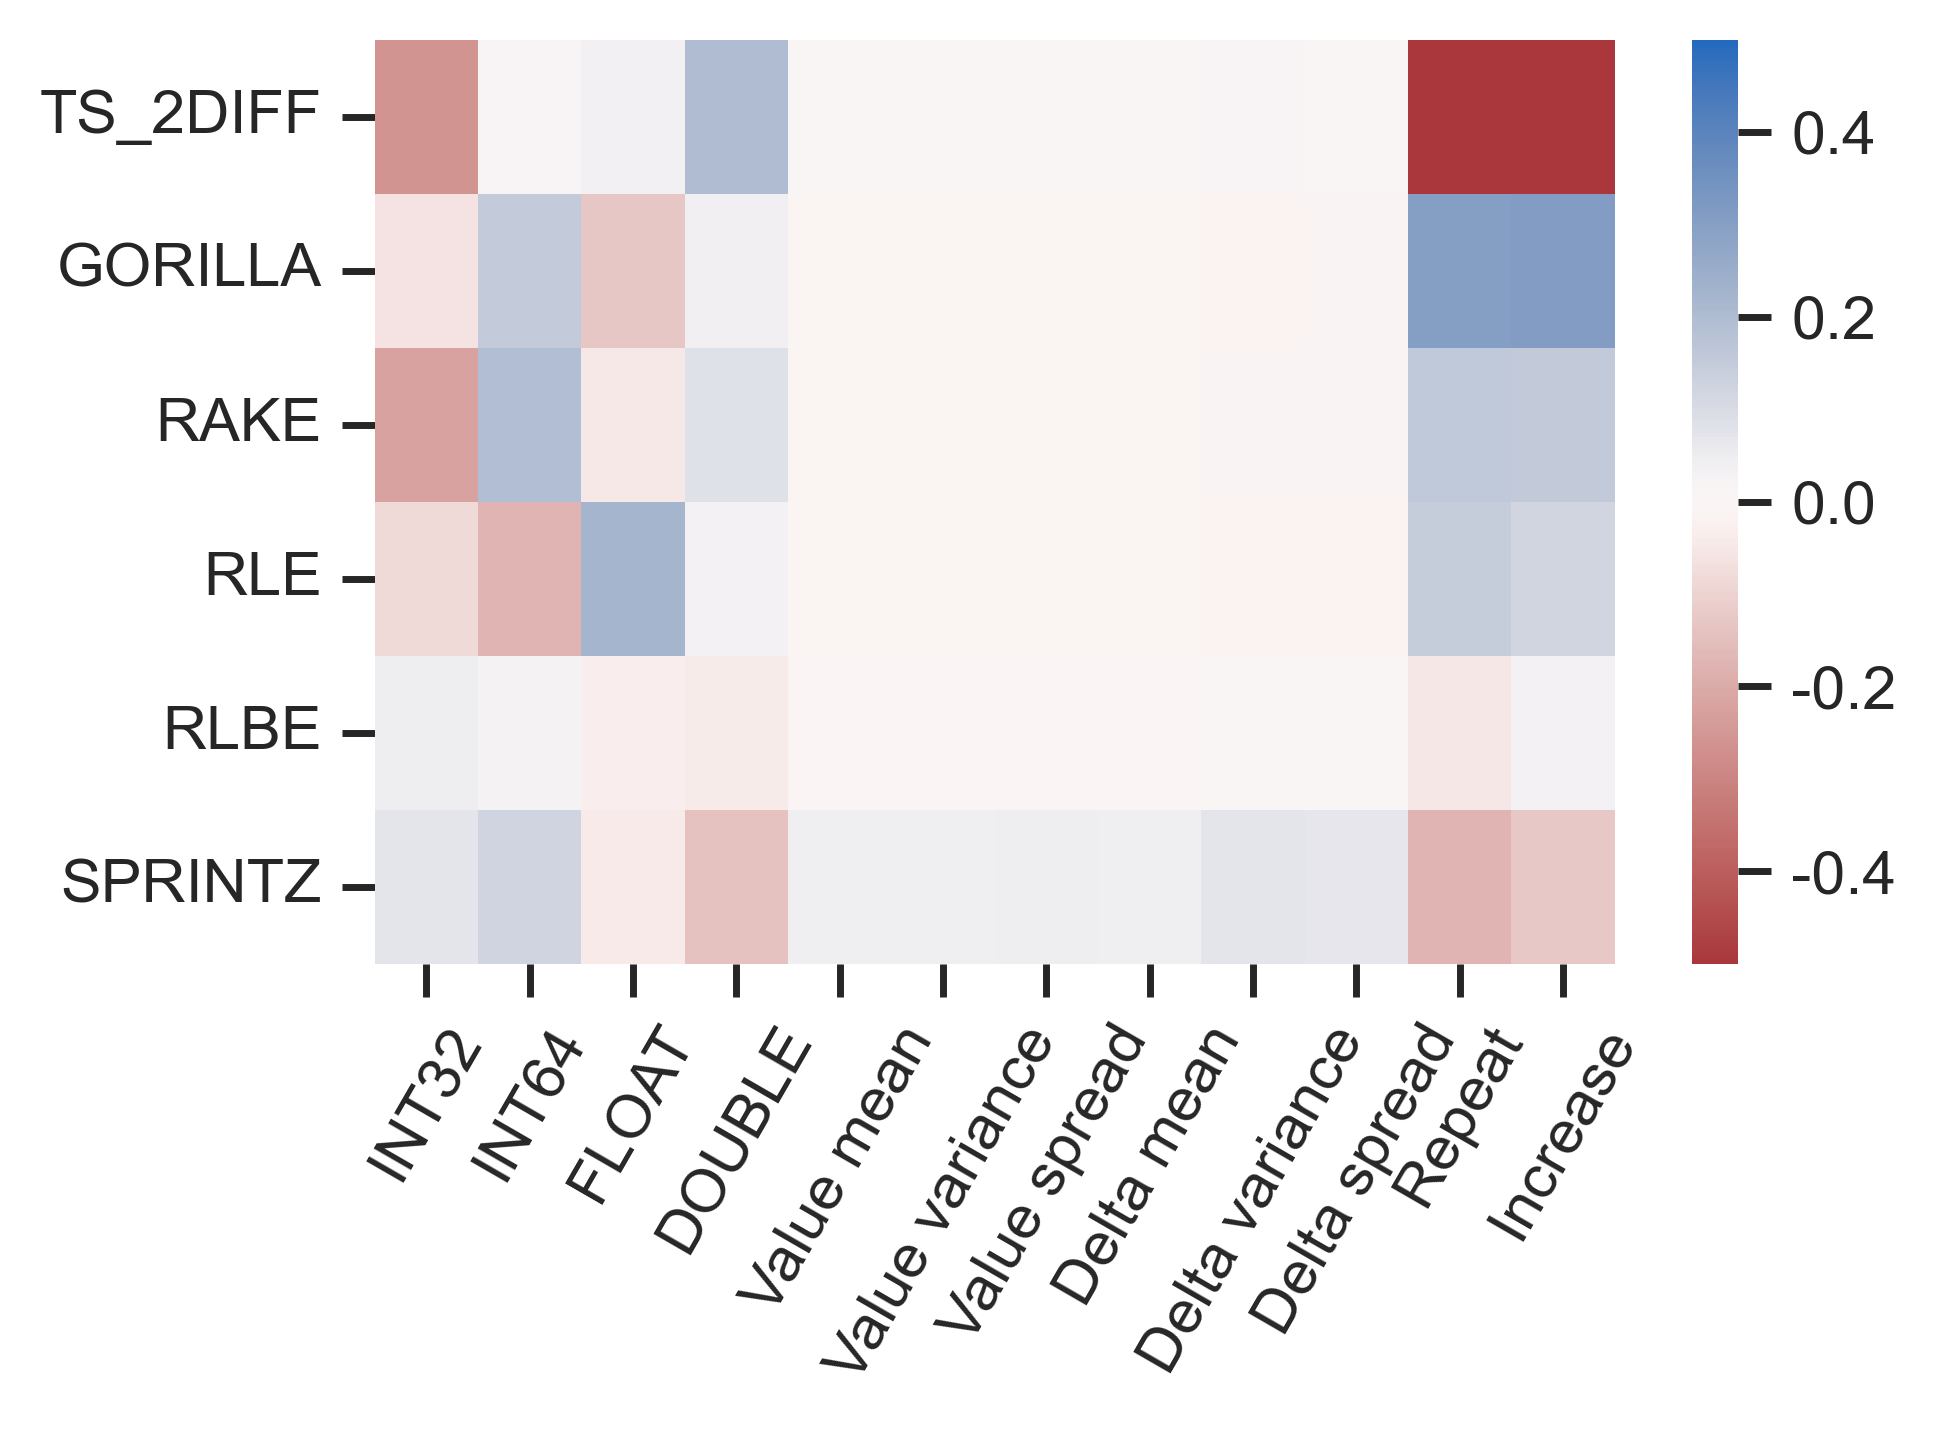 TS_2DIFF
GORILLA
RAKE
RLE
RLBE
SPRINTZ
INT32
INT64
FLOAT
DOUBLE
Value mean
Value variance
Value spread
Delta mean
Delta variance
Delta spread
Repeat
Increase
0.4
0.2
0.0
-0.2
-0.4